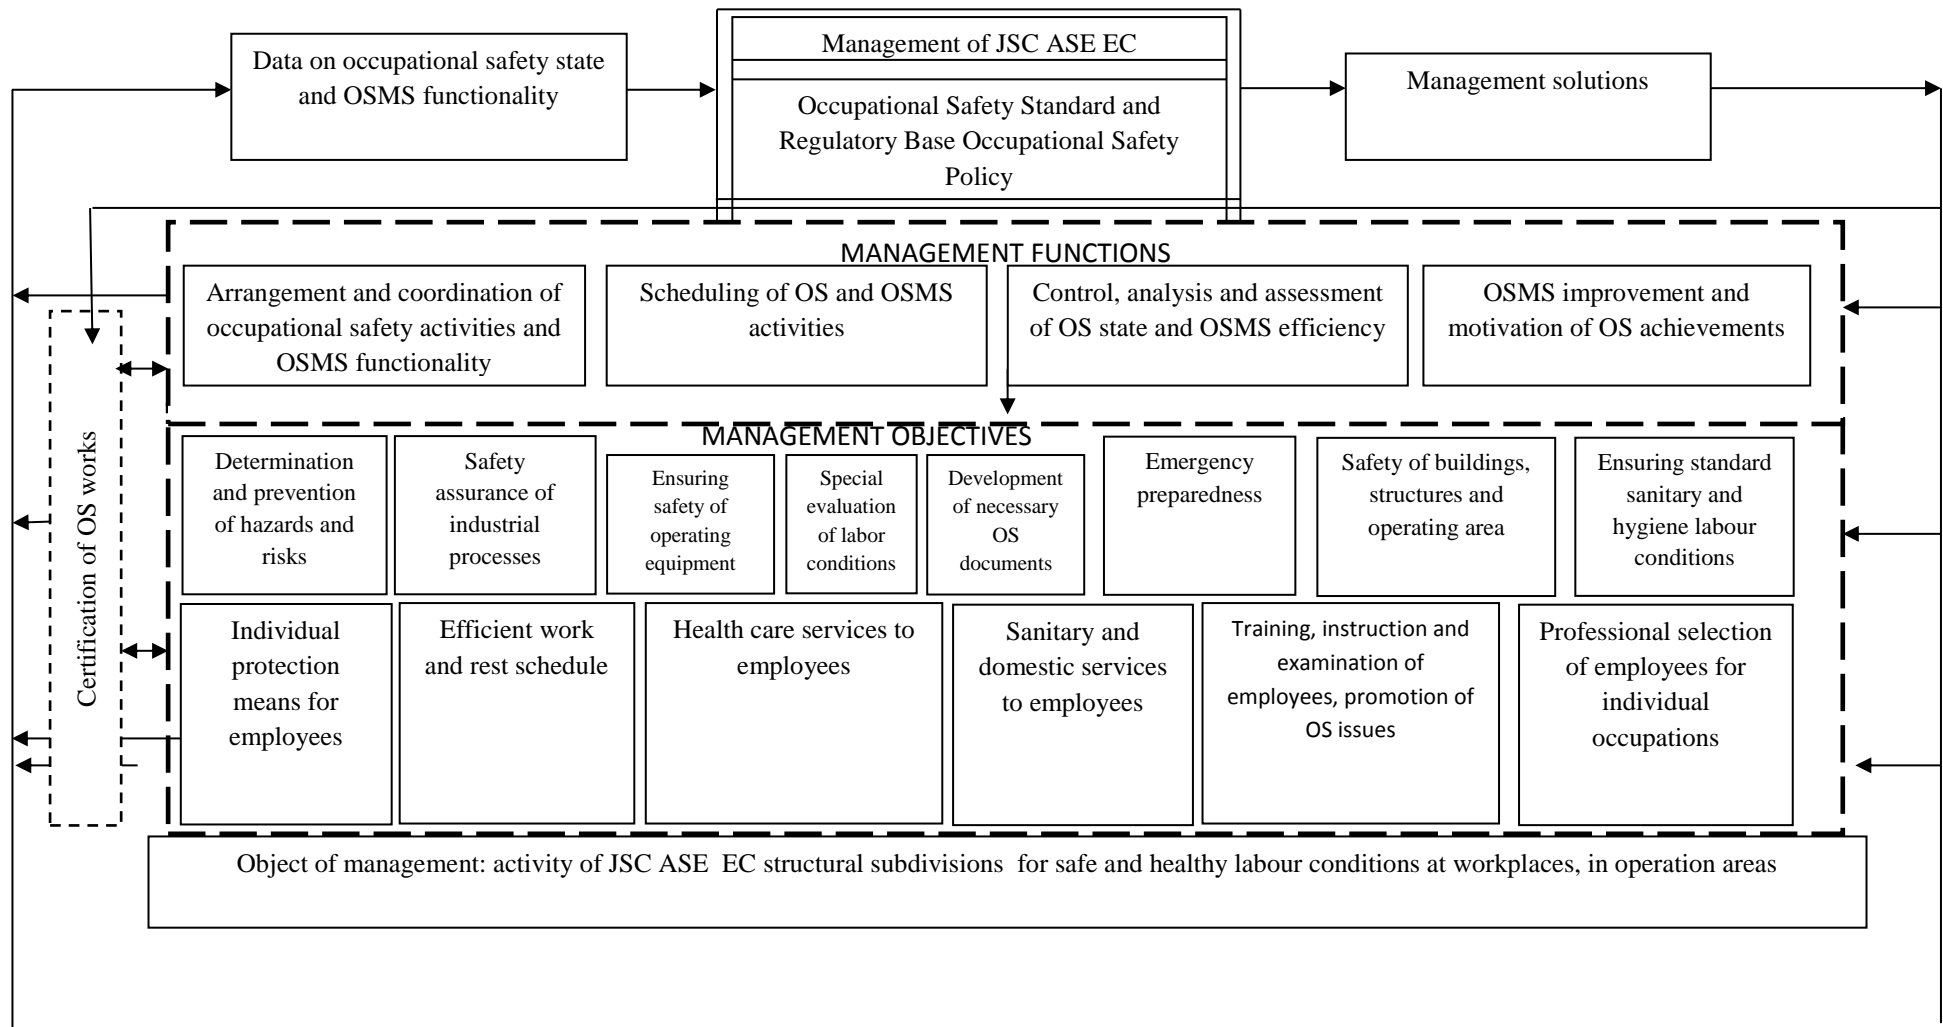 Data on occupational safety state
and OSMS functionality
Management of JSC ASE EC
Occupational Safety Standard and
Regulatory Base Occupational Safety
Policy
Management solutions
MANAGEMENT FUNCTIONS
Arrangement and coordination of
occupational safety activities and
OSMS functionality
Scheduling of OS and OSMS
activities
Control, analysis and assessment
of OS state and OSMS efficiency
OSMS improvement and
motivation of OS achievements
Certification of OS works
MANAGEMENT OBJECTIVES
Determination
and prevention
of hazards and
risks
Safety
assurance of
industrial
processes
Ensuring
safety of
operating
equipment
Special
evaluation
of labor
conditions
Development
of necessary
OS
documents
Emergency
preparedness
Safety of buildings,
structures and
operating area
Ensuring standard
sanitary and
hygiene labour
conditions
Individual
protection
means for
employees
Efficient work
and rest schedule
Health care services to
employees
Sanitary and
domestic services
to employees
Training, instruction and
examination of
employees, promotion of
OS issues
Professional selection
of employees for
individual
occupations
Object of management: activity of JSC ASE EC structural subdivisions for safe and healthy labour conditions at workplaces, in operation areas